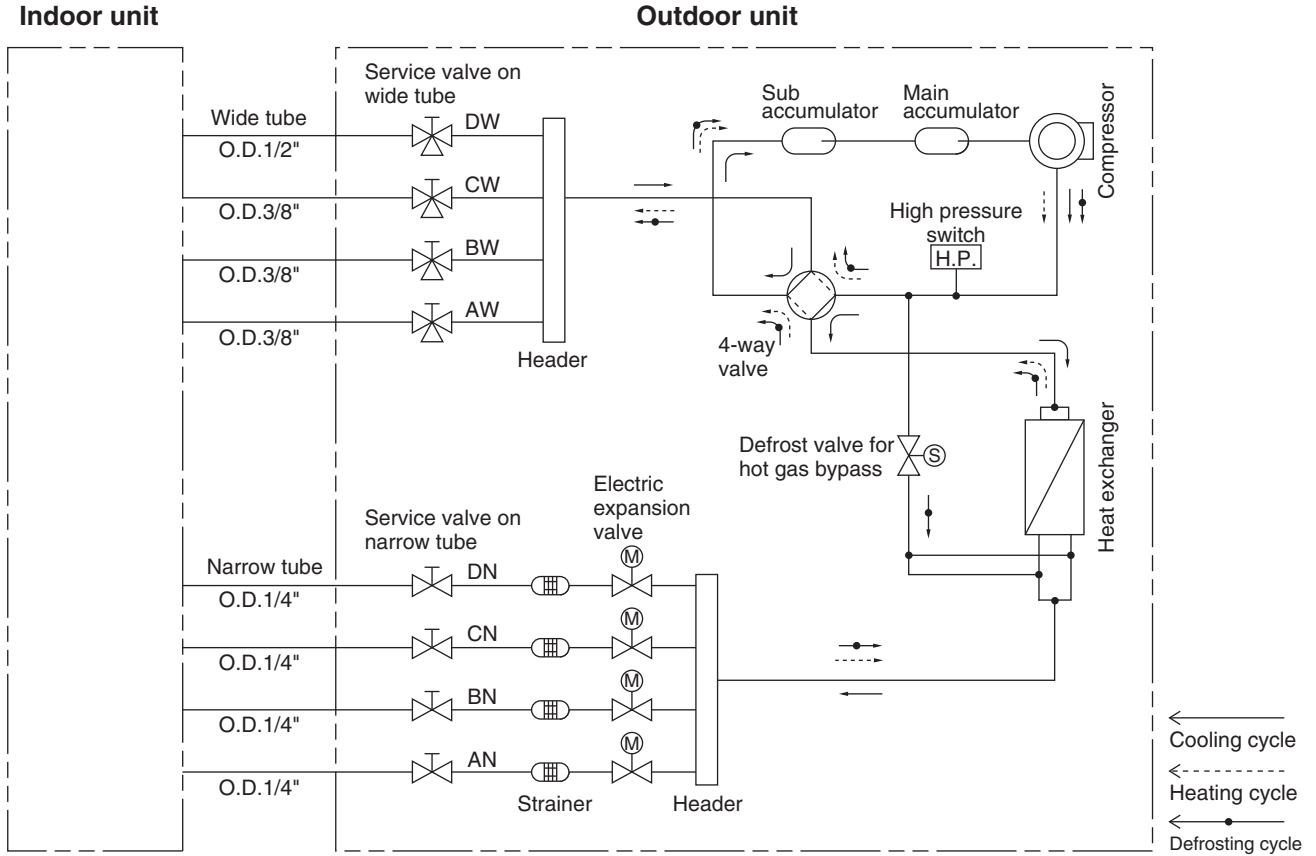 Indoor unit
Outdoor unit
Service valve on
wide tube
Wide tube
O.D.1/2"
DW
O.D.3/8"
CW
O.D.3/8"
BW
O.D.3/8"
AW
Header
Sub
accumulator
Main
accumulator
Compressor
High pressure
switch
H.P.
4-way
valve
Defrost valve for
hot gas bypass
S
Heat exchanger
Electric
expansion
valve
Service valve on
narrow tube
Narrow tube
O.D.1/4"
DN
M
O.D.1/4"
CN
M
O.D.1/4"
BN
M
O.D.1/4"
AN
M
Strainer
Header
Cooling cycle
Heating cycle
Defrosting cycle